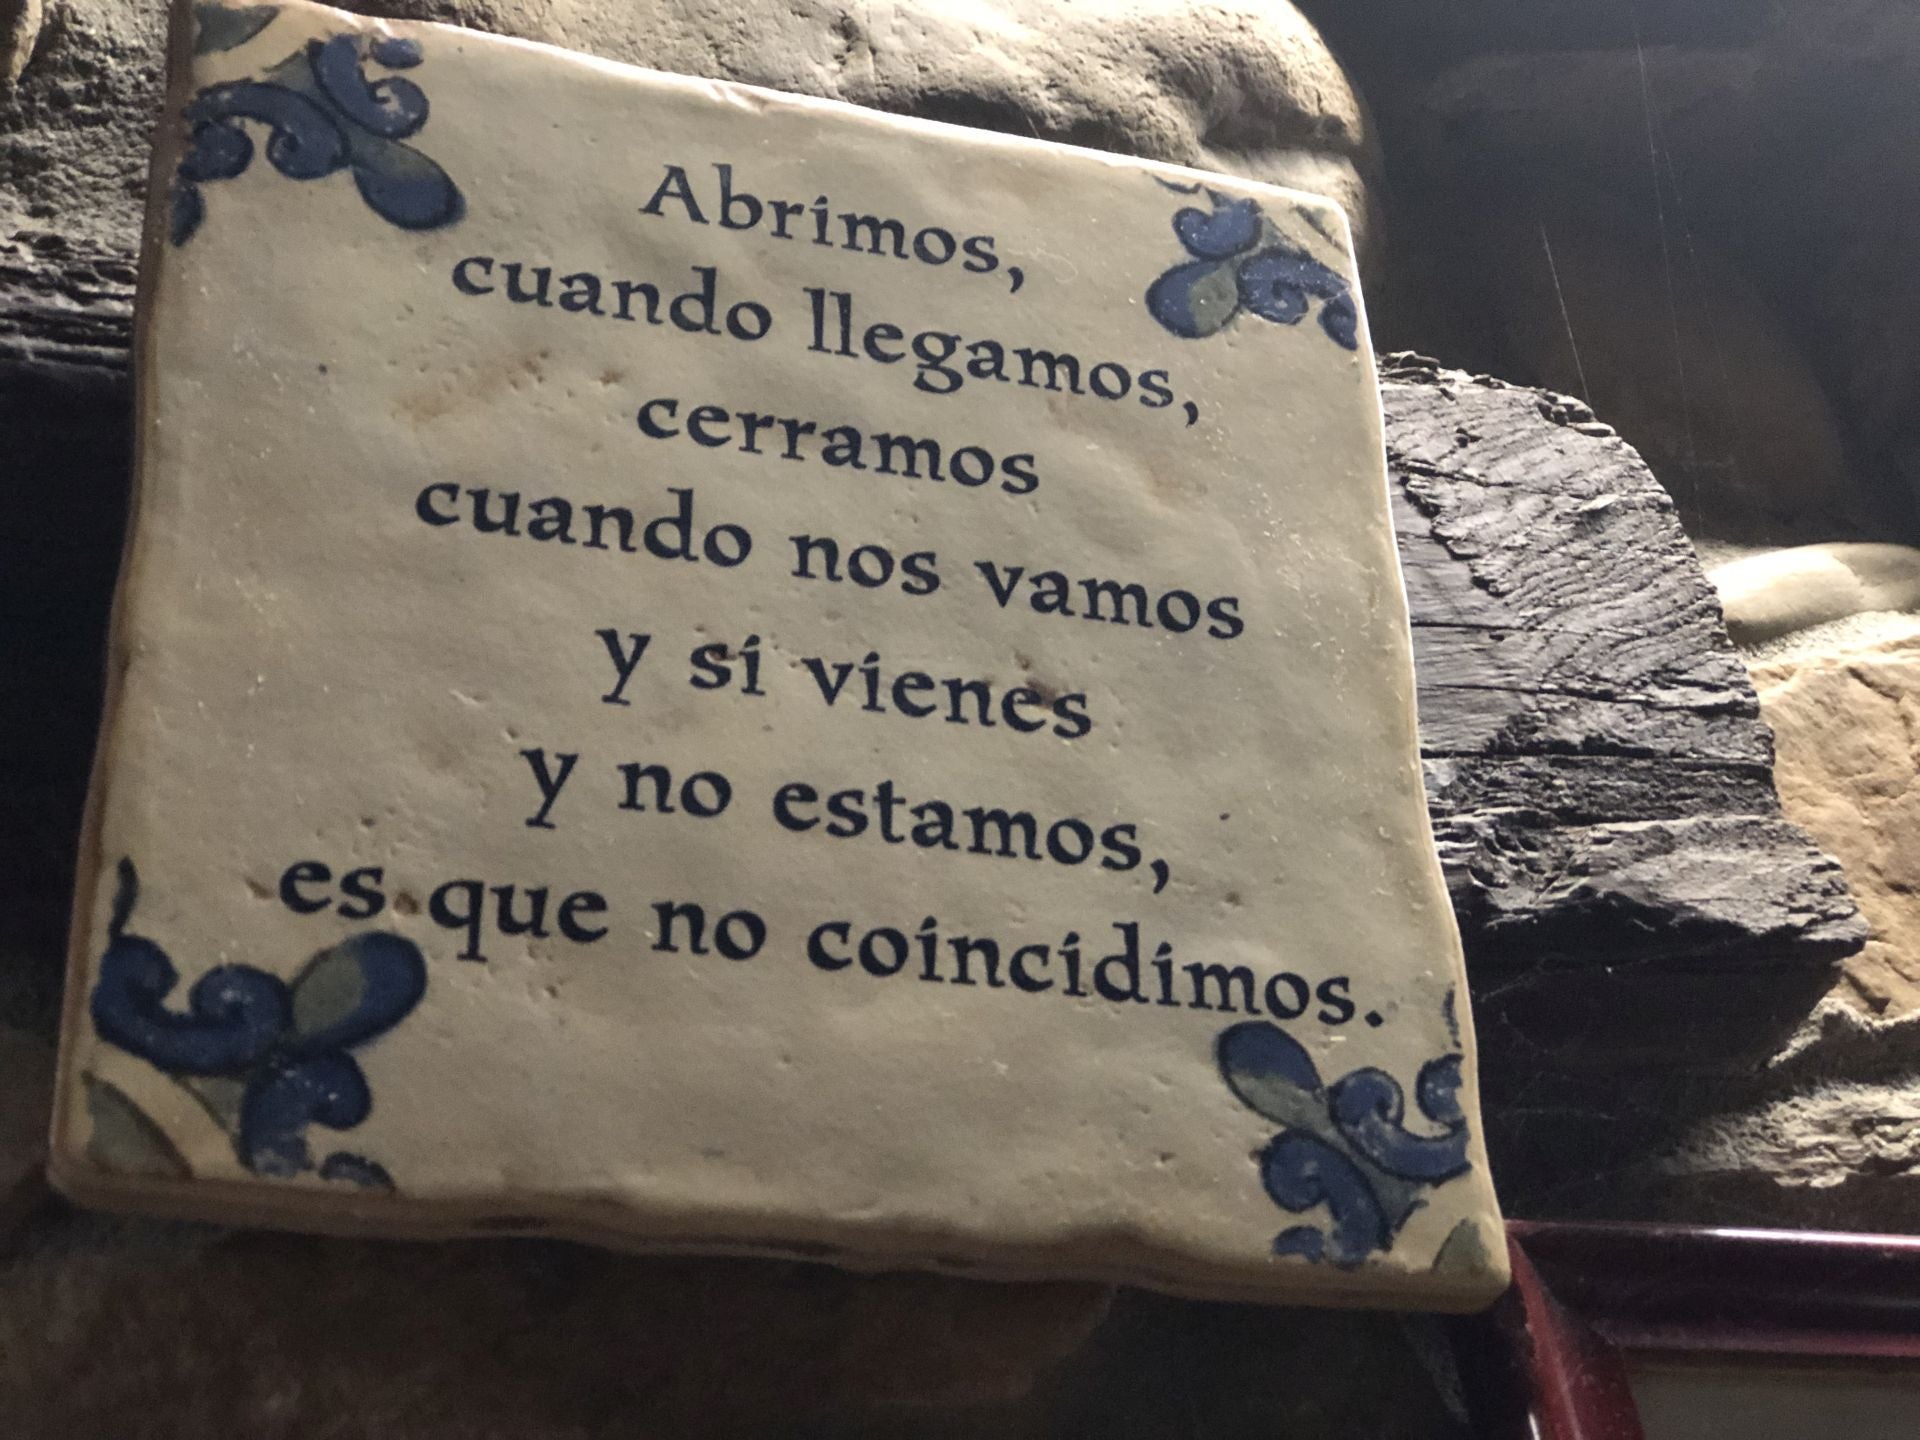 Abrimos,
cuando llegamos,
cerramos
cuando nos vamos
y si vienes
y no estamos,
es que no coincidimos.